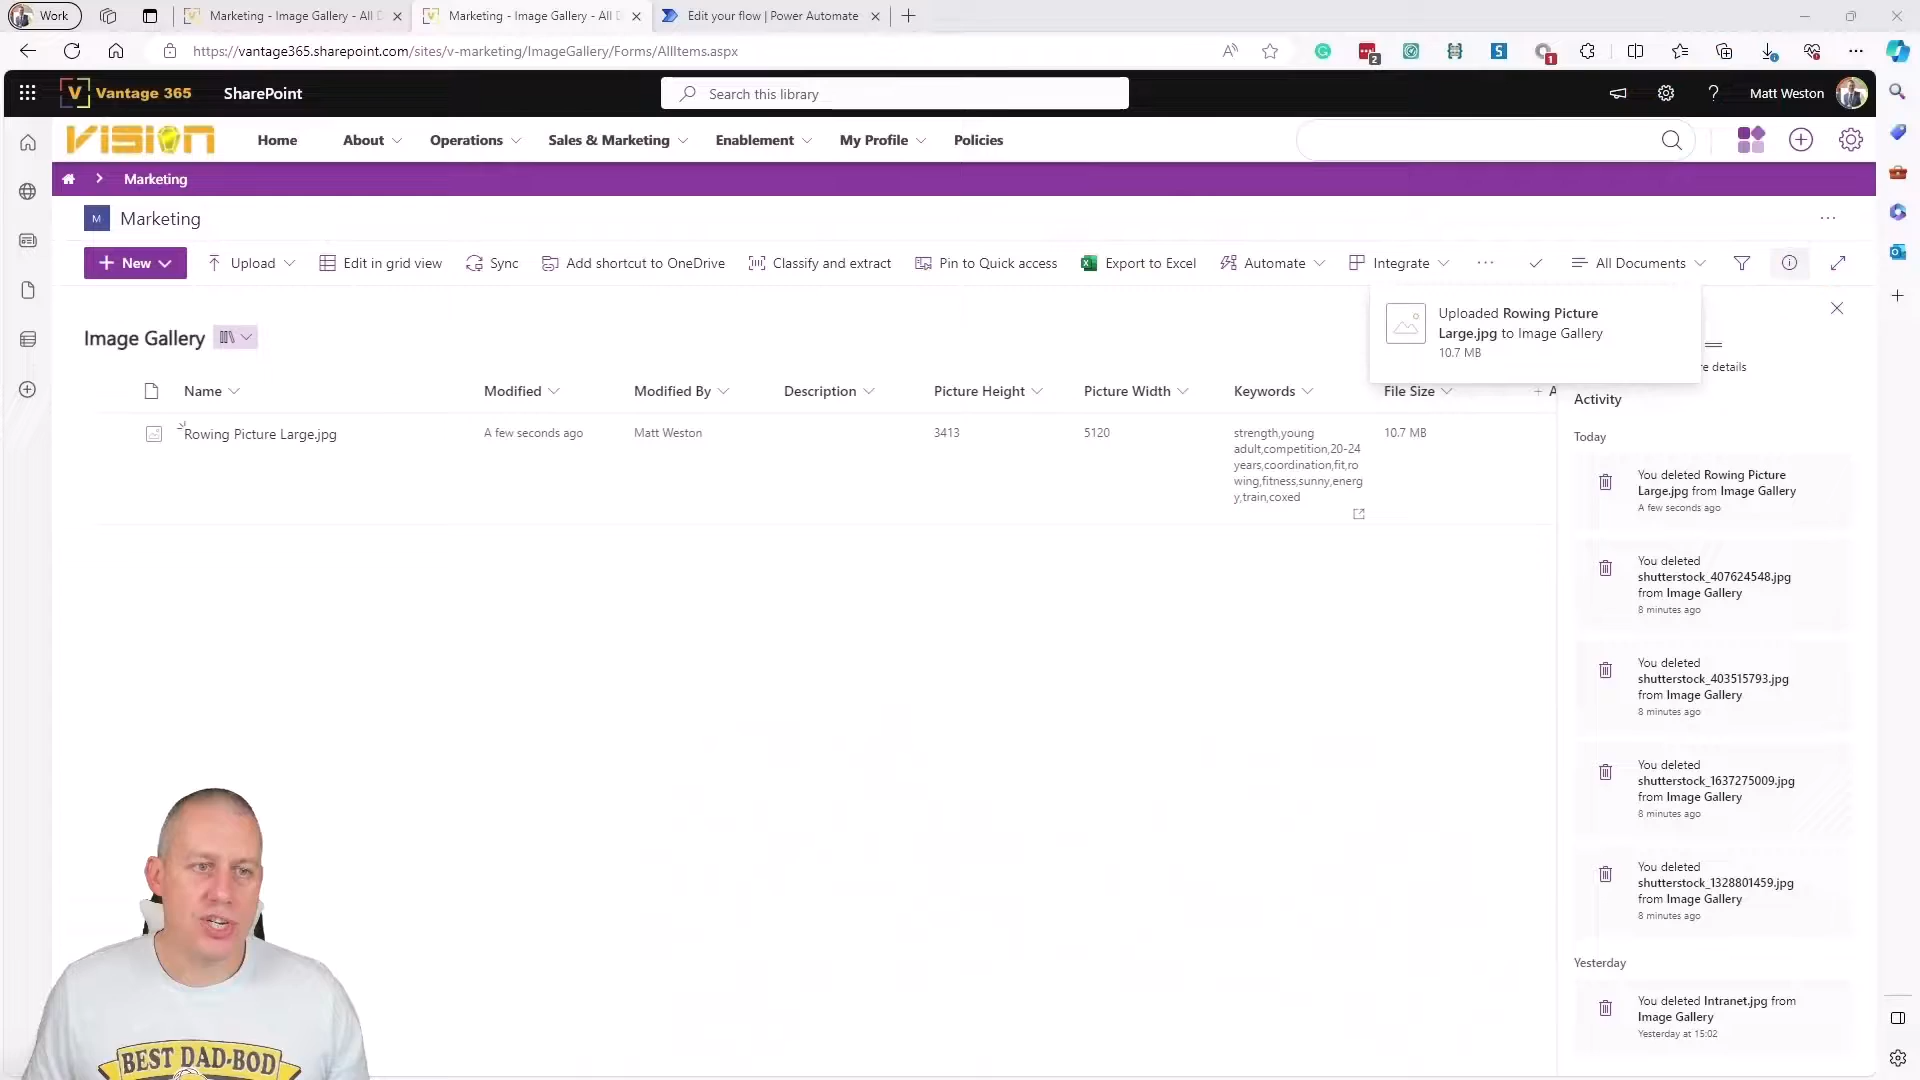 Work
Marketing - Image Gallery - All D
Marketing - Image Gallery - All D
Edit your flow | Power Automate
https://vantage365.sharepoint.com/sites/v-marketing/ImageGallery/Forms/AllItems.aspx
2
1
V Vantage 365
SharePoint
Search this library
Matt Weston
VISION
Home
About
Operations
Sales & Marketing
Enablement
My Profile
Policies
Marketing
M
Marketing
New
Upload
Edit in grid view
Sync
Add shortcut to OneDrive
Classify and extract
Pin to Quick access
Export to Excel
Automate
Integrate
All Documents
Uploaded Rowing Picture
Large.jpg to Image Gallery
10.7 MB
Image Gallery
e details
Name
Modified
Modified By
Description
Picture Height
Picture Width
Keywords
File Size
+ A
Rowing Picture Large.jpg
A few seconds ago
Matt Weston
3413
5120
strength,young
adult,competition,20-24
years,coordination,fit,ro
wing,fitness,sunny,energ
y,train,coxed
10.7 MB
Activity
Today
You deleted Rowing Picture
Large.jpg from Image Gallery
A few seconds ago
You deleted
shutterstock_407624548.jpg
from Image Gallery
8 minutes ago
You deleted
shutterstock_403515793.jpg
from Image Gallery
8 minutes ago
You deleted
shutterstock_1637275009.jpg
from Image Gallery
8 minutes ago
You deleted
shutterstock_1328801459.jpg
from Image Gallery
8 minutes ago
Yesterday
You deleted Intranet.jpg from
Image Gallery
Yesterday at 15:02
BEST DAD-BOD